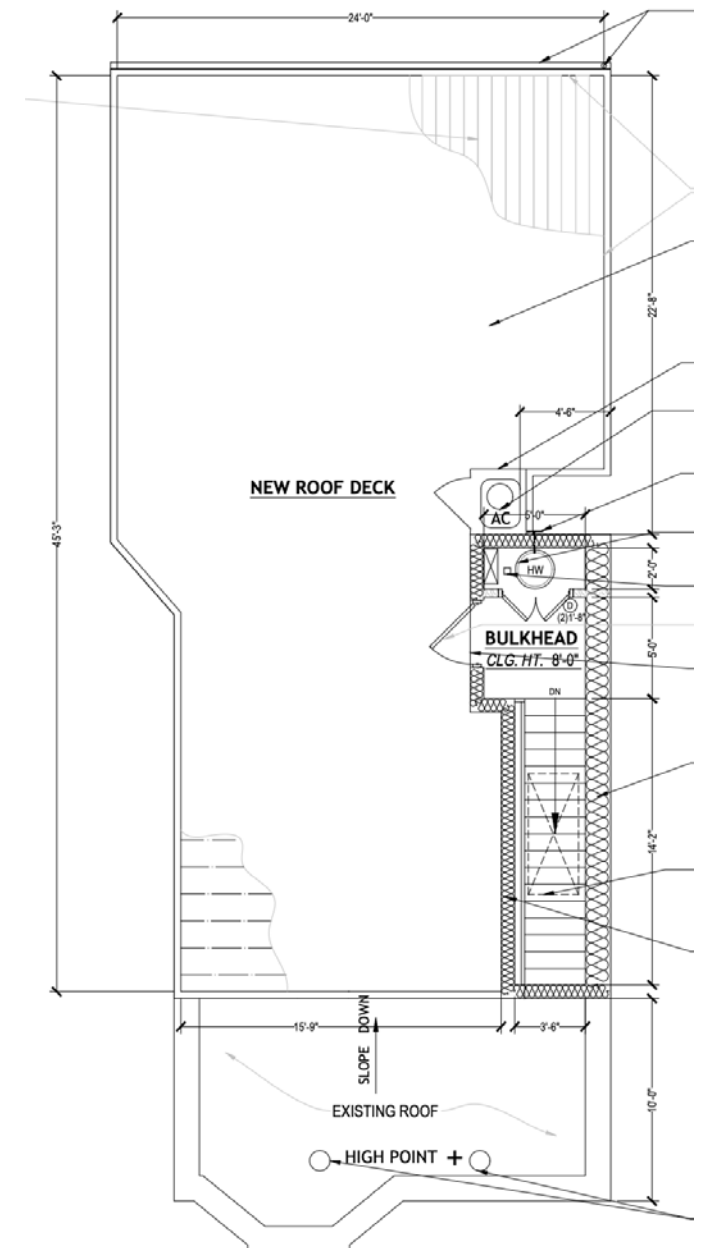 24'-0"
22'-8"
4'-6"
NEW ROOF DECK
AC
5'-0"
45'-3"
HW
2'-0"
D
(2)1'-8"
BULKHEAD
CLG. HT. 8'-0"
5'-0"
DN
14'-2"
15'-9"
SLOPE DOWN
3'-6"
10'-0"
EXISTING ROOF
HIGH POINT +